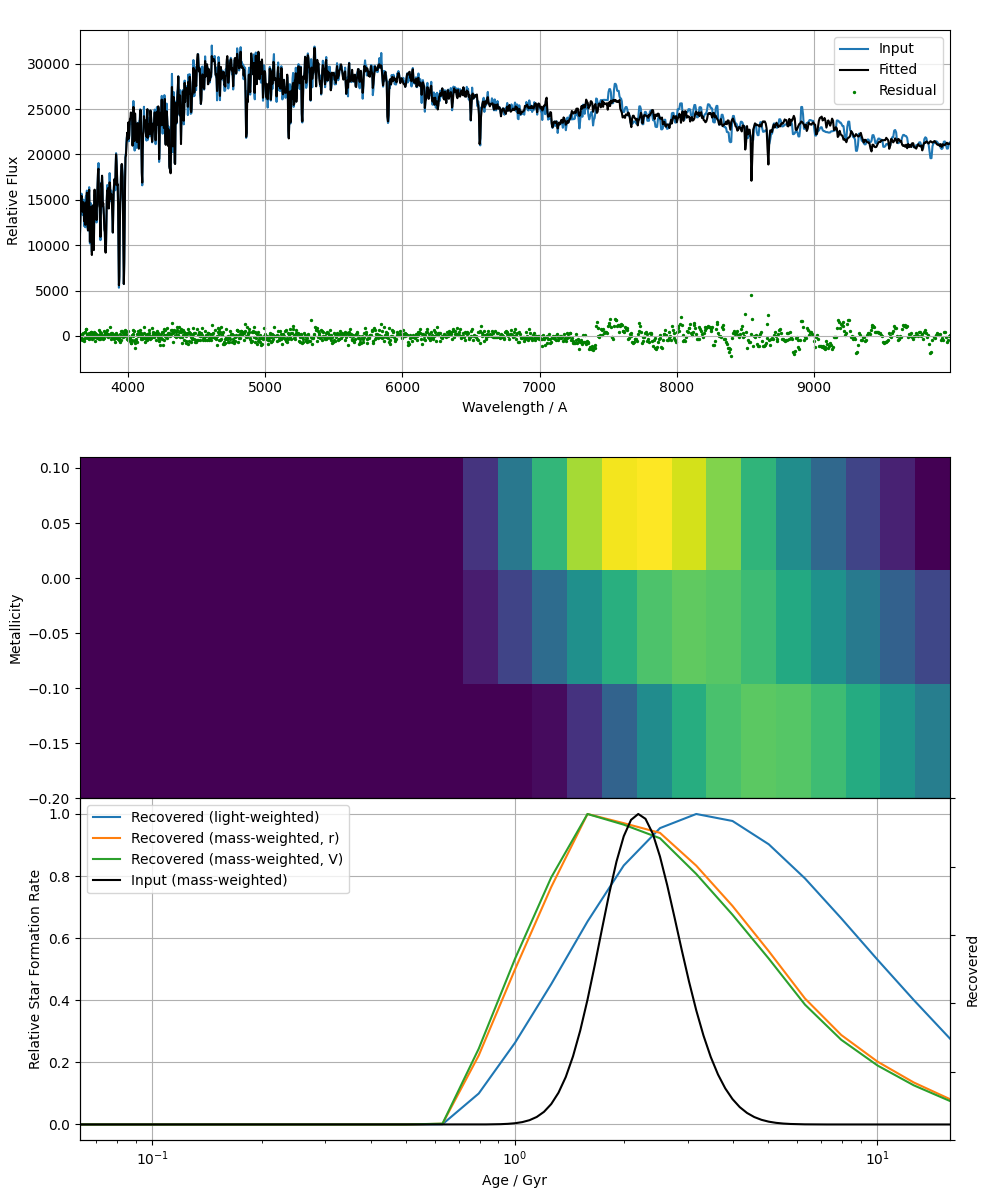 30000
25000
20000
15000
10000
5000
0
Relative Flux
Input
Fitted
Residual
4000 5000 6000 7000 8000 9000
Wavelength / A
0.10
0.05
0.00
−0.05
−0.10
−0.15
−0.20
Metallicity
Recovered (light-weighted)
Recovered (mass-weighted, r)
Recovered (mass-weighted, V)
Input (mass-weighted)
1.0
0.8
0.6
0.4
0.2
0.0
Relative Star Formation Rate
Recovered
10⁻¹ 10⁰ 10¹
Age / Gyr